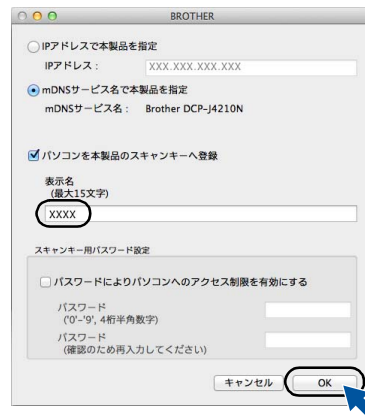 BROTHER
IPアドレスで本製品を指定
IPアドレス： XXX.XXX.XXX.XXX
mDNSサービス名で本製品を指定
mDNSサービス名： Brother DCP-J4210N
パソコンを本製品のスキャンキーへ登録
表示名
(最大15文字)
XXXX
スキャンキー用パスワード設定
パスワードによりパソコンへのアクセス制限を有効にする
パスワード
('0'-'9', 4桁半角数字)
パスワード
(確認のため再入力してください)
キャンセル OK